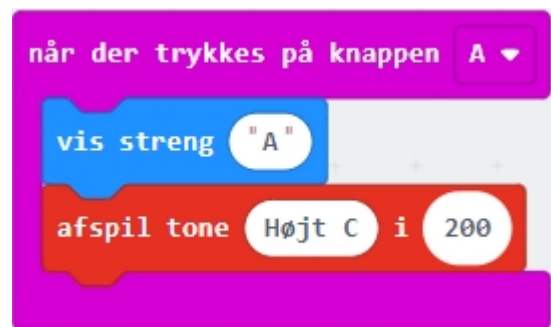 når der trykkes på knappen A
vis streng "A"
afspil tone Højt C i 200